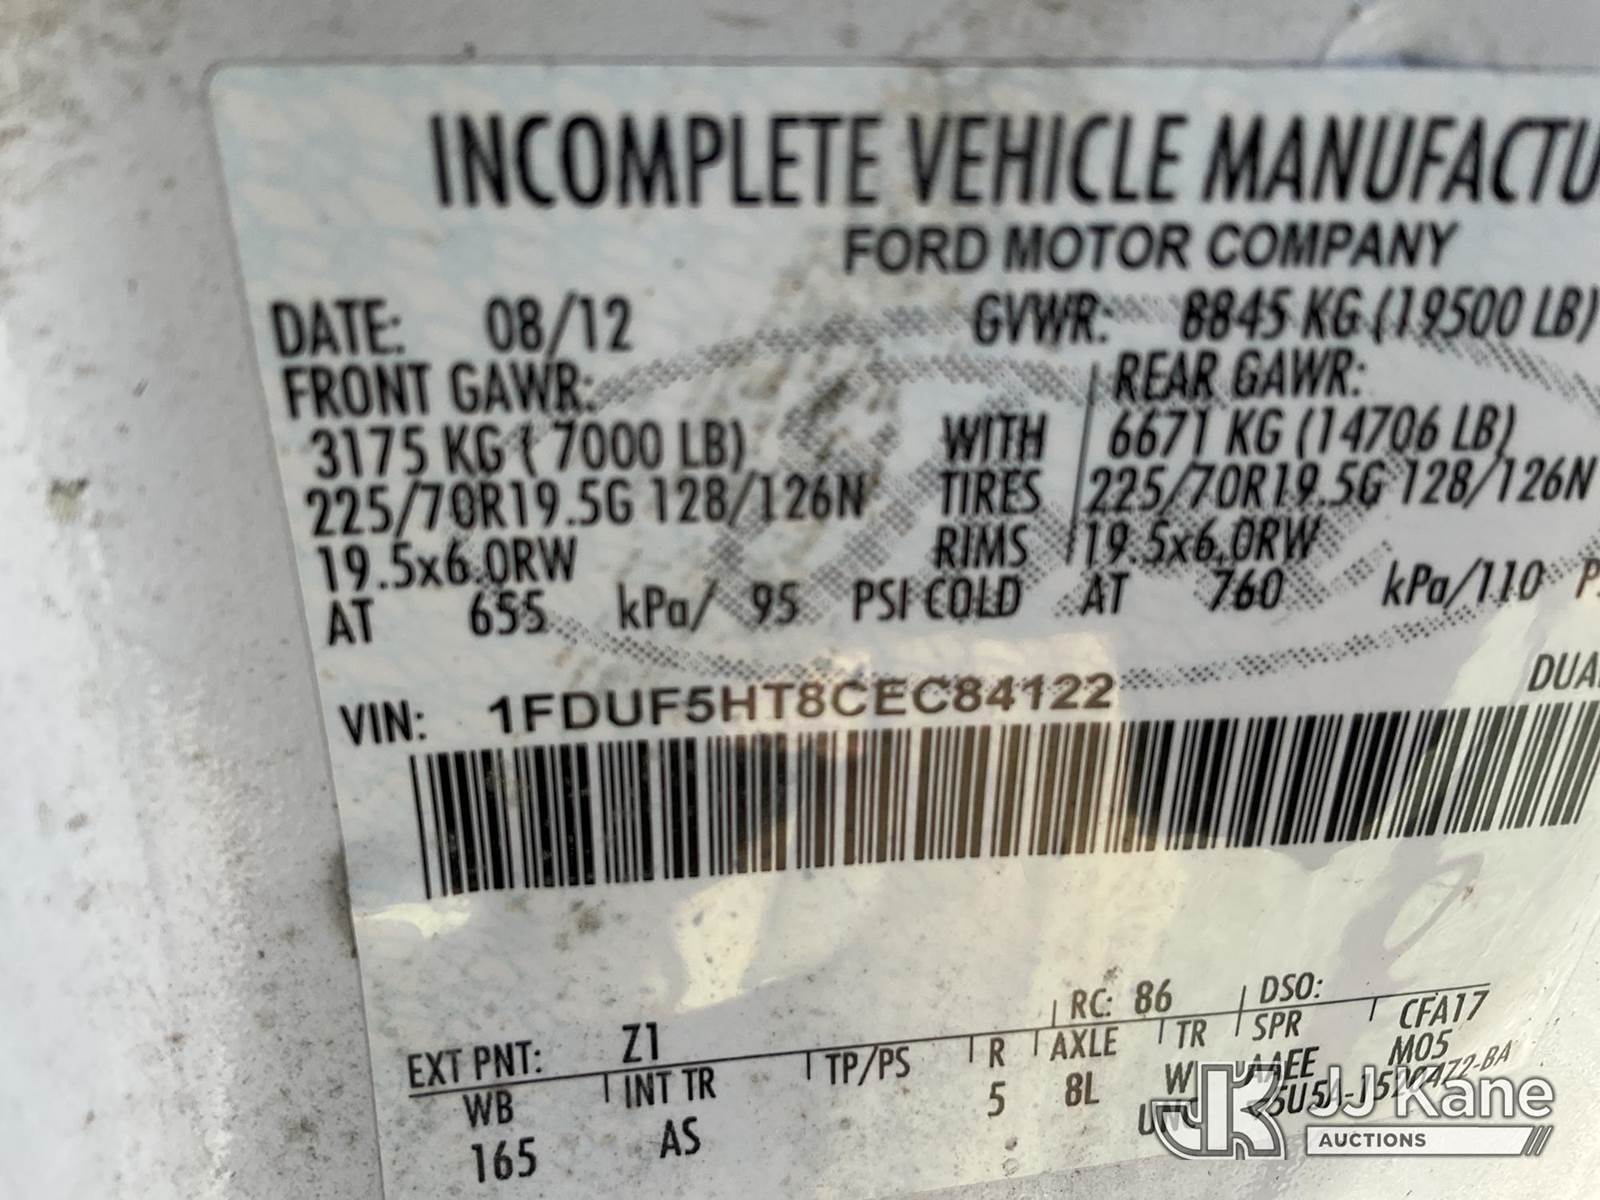 INCOMPLETE VEHICLE MANUFACTU
FORD MOTOR COMPANY
DATE: 08/12 GVWR: 8845 KG (19500 LB)
FRONT GAWR: REAR GAWR:
3175 KG ( 7000 LB) WITH 6671 KG (14706 LB)
225/70R19.5G 128/126N TIRES 225/70R19.5G 128/126N
19.5x6.0RW RIMS 19.5x6.0RW
AT 655 kPa/ 95 PSI COLD AT 760 kPa/110 PS
DUAL
VIN: 1FDUF5HT8CEC84122
EXT PNT: Z1 RC: 86 DSO:
WB INT TR TP/PS R AXLE TR SPR CFA17
165 AS 5 8L AAEE M05
JJ Kane
AUCTIONS